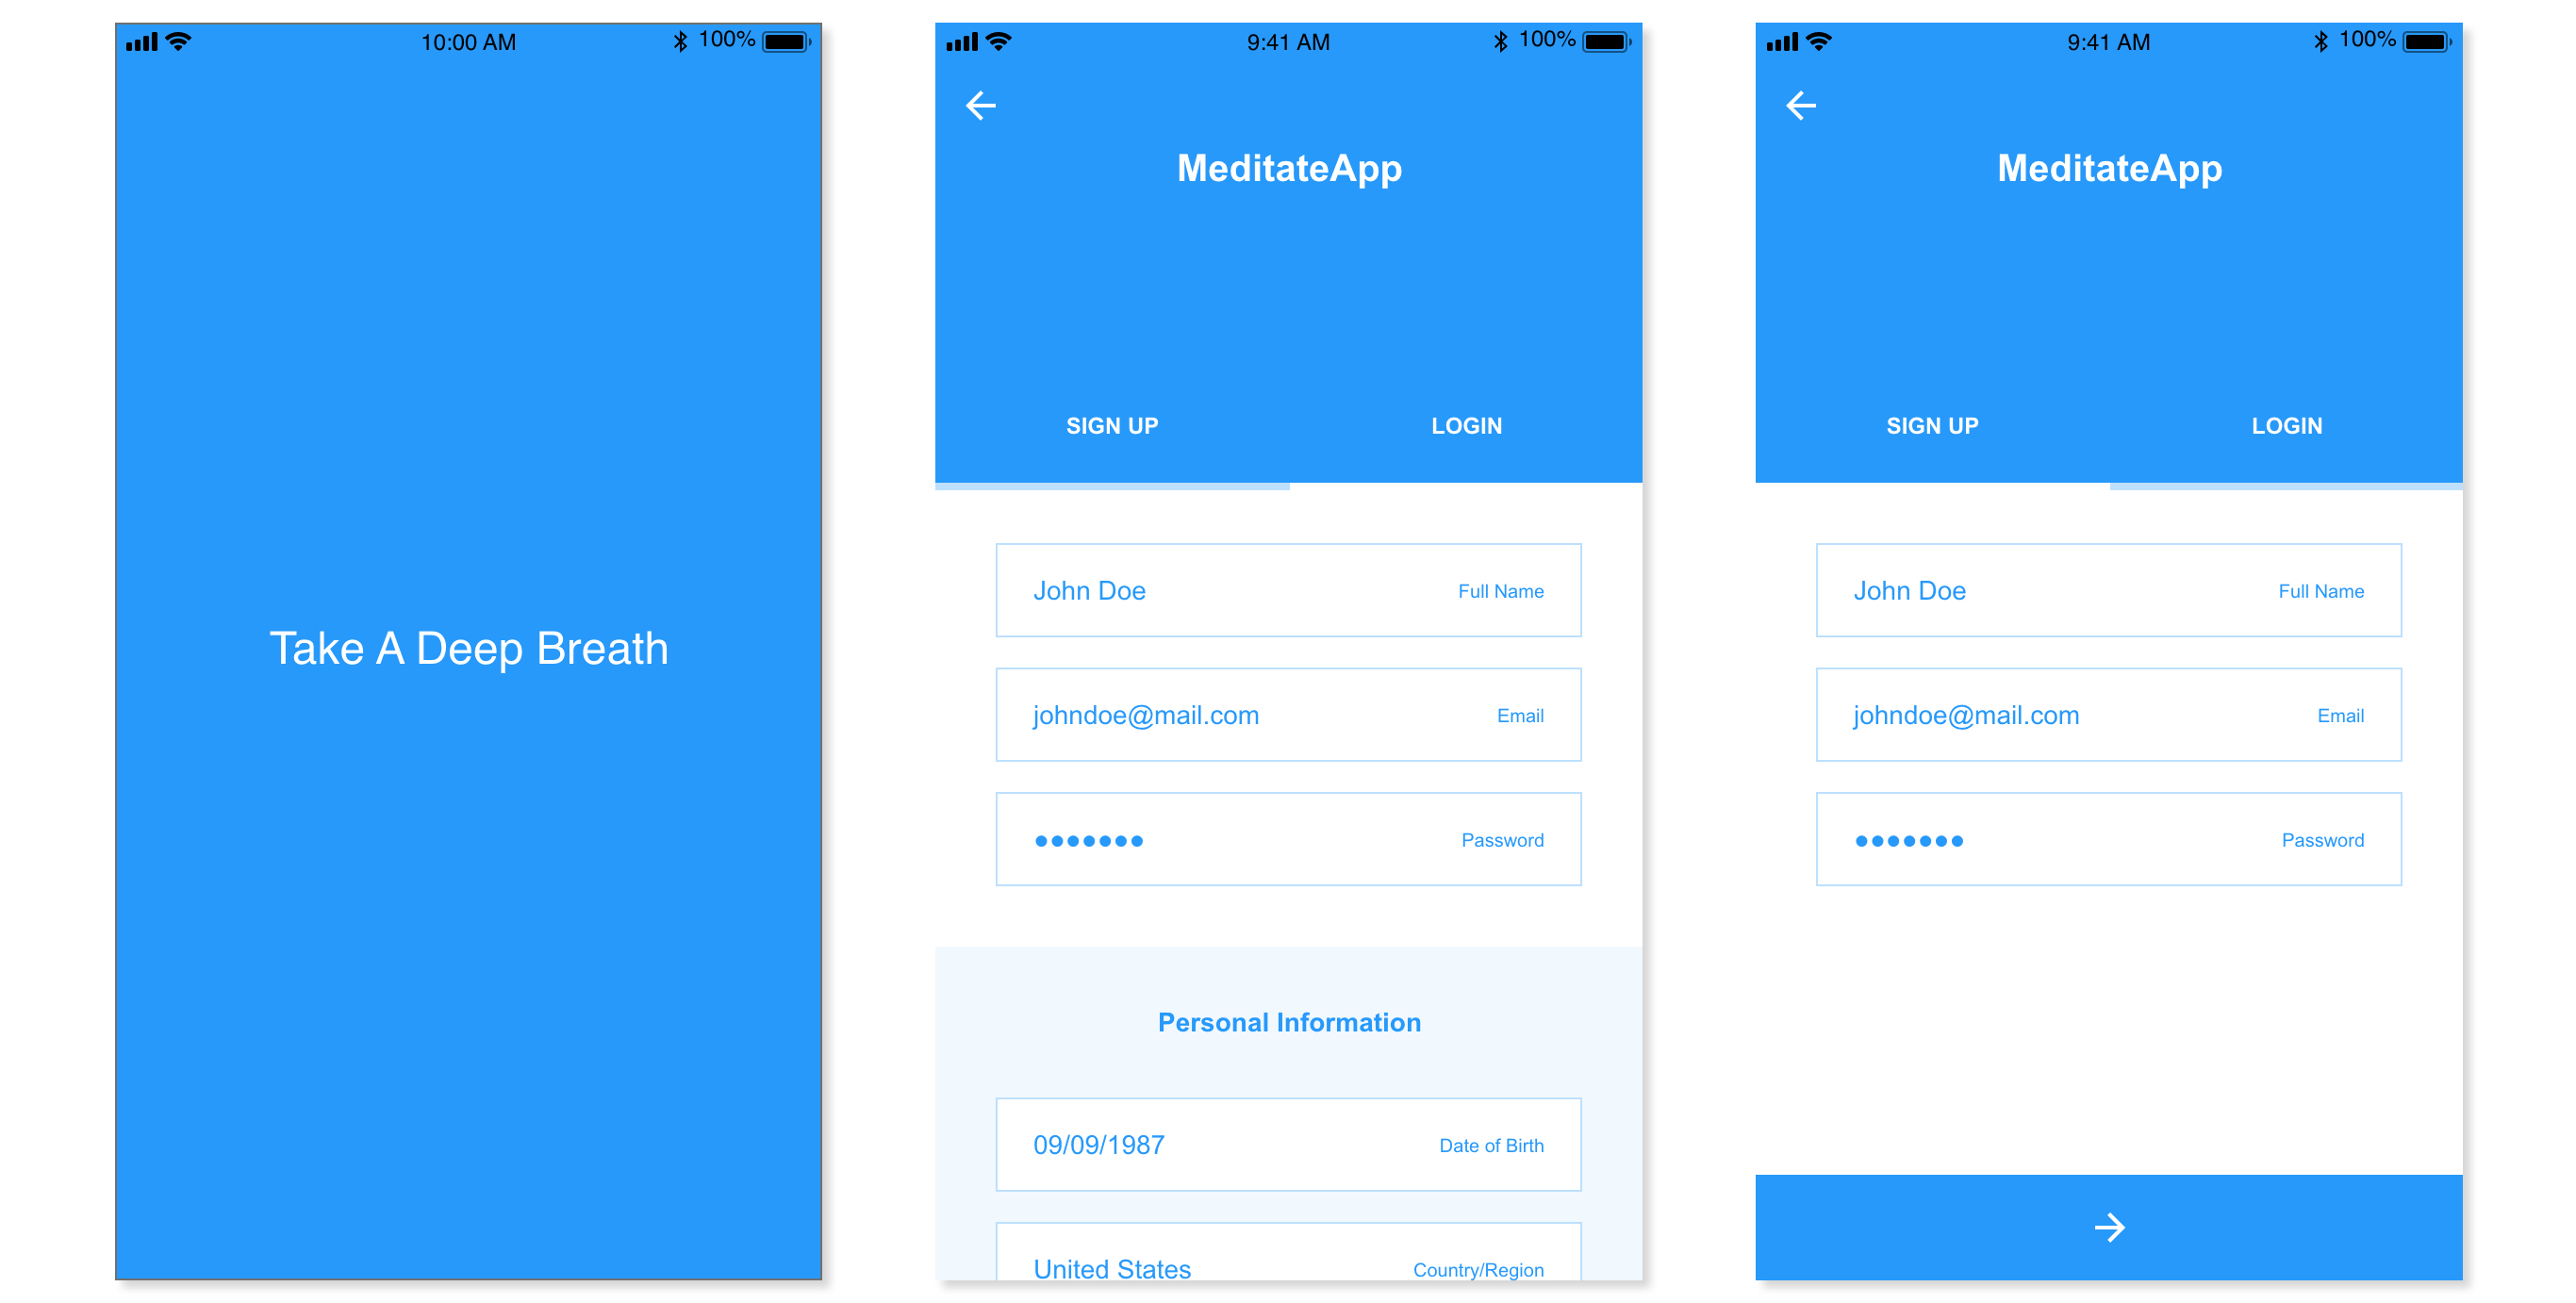 10:00 AM
100%
Take A Deep Breath
9:41 AM
100%
MeditateApp
SIGN UP
LOGIN
John Doe
Full Name
johndoe@mail.com
Email
•••••••
Password
Personal Information
09/09/1987
Date of Birth
United States
Country/Region
9:41 AM
100%
MeditateApp
SIGN UP
LOGIN
John Doe
Full Name
johndoe@mail.com
Email
•••••••
Password